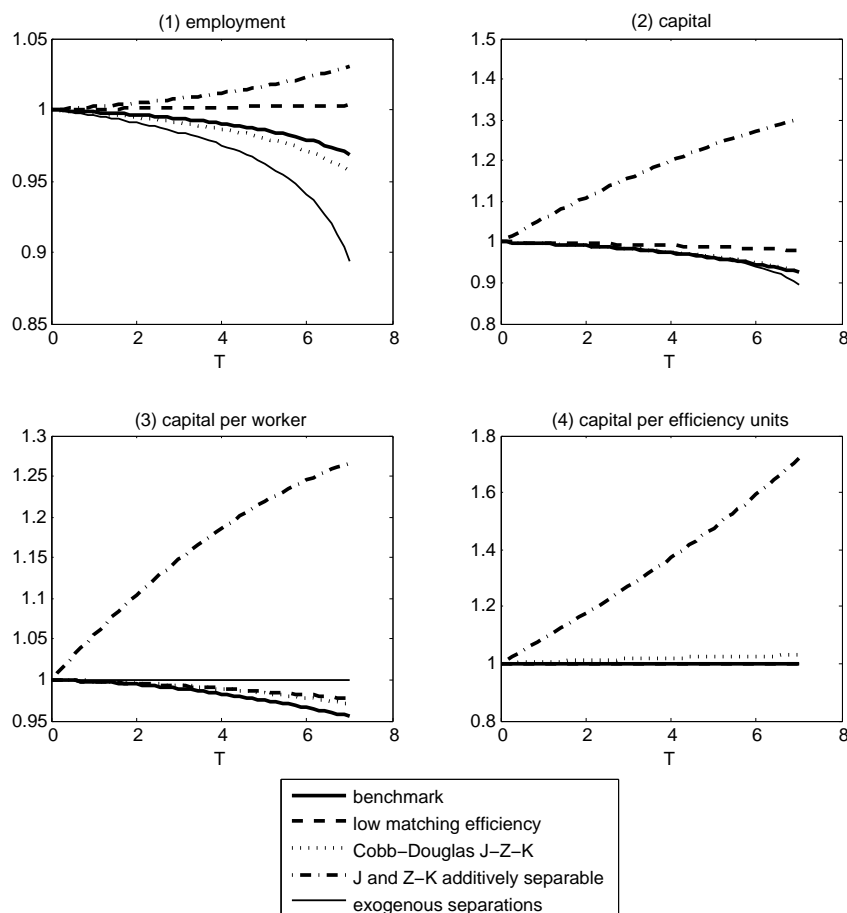 (1) employment
1.05
1
0.95
0.9
0.85
0 2 4 6 8
T
(2) capital
1.5
1.4
1.3
1.2
1.1
1
0.9
0.8
0 2 4 6 8
T
(3) capital per worker
1.3
1.25
1.2
1.15
1.1
1.05
1
0.95
0 2 4 6 8
T
(4) capital per efficiency units
1.8
1.6
1.4
1.2
1
0.8
0 2 4 6 8
T
benchmark
low matching efficiency
Cobb−Douglas J−Z−K
J and Z−K additively separable
exogenous separations